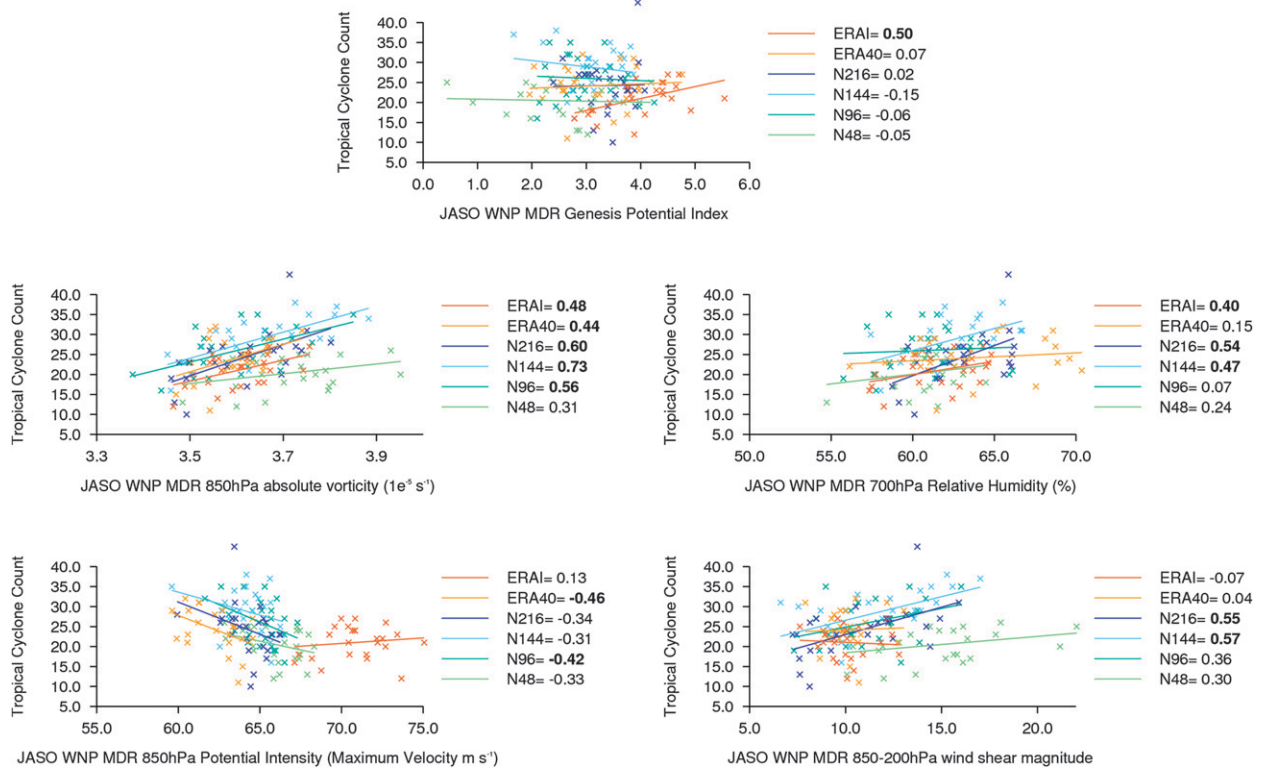 Tropical Cyclone Count
40.0
35.0
30.0
25.0
20.0
15.0
10.0
5.0
0.0 1.0 2.0 3.0 4.0 5.0 6.0
JASO WNP MDR Genesis Potential Index
ERAI= 0.50
ERA40= 0.07
N216= 0.02
N144= -0.15
N96= -0.06
N48= -0.05
Tropical Cyclone Count
40.0
35.0
30.0
25.0
20.0
15.0
10.0
5.0
3.3 3.5 3.7 3.9
JASO WNP MDR 850hPa absolute vorticity (1e⁻⁵ s⁻¹)
ERAI= 0.48
ERA40= 0.44
N216= 0.60
N144= 0.73
N96= 0.56
N48= 0.31
Tropical Cyclone Count
40.0
35.0
30.0
25.0
20.0
15.0
10.0
5.0
50.0 55.0 60.0 65.0 70.0
JASO WNP MDR 700hPa Relative Humidity (%)
ERAI= 0.40
ERA40= 0.15
N216= 0.54
N144= 0.47
N96= 0.07
N48= 0.24
Tropical Cyclone Count
40.0
35.0
30.0
25.0
20.0
15.0
10.0
5.0
55.0 60.0 65.0 70.0 75.0
JASO WNP MDR 850hPa Potential Intensity (Maximum Velocity m s⁻¹)
ERAI= 0.13
ERA40= -0.46
N216= -0.34
N144= -0.31
N96= -0.42
N48= -0.33
Tropical Cyclone Count
40.0
35.0
30.0
25.0
20.0
15.0
10.0
5.0
5.0 10.0 15.0 20.0
JASO WNP MDR 850-200hPa wind shear magnitude
ERAI= -0.07
ERA40= 0.04
N216= 0.55
N144= 0.57
N96= 0.36
N48= 0.30